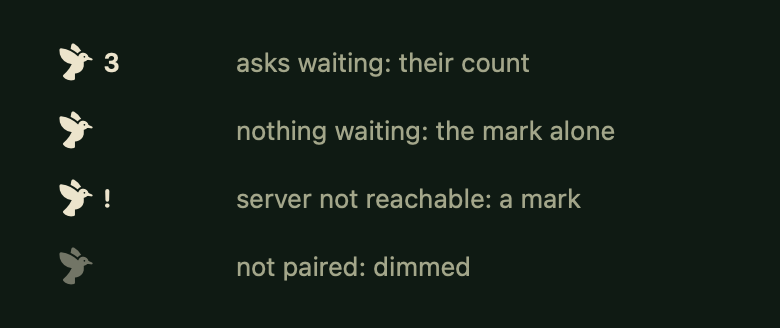 3 asks waiting: their count
nothing waiting: the mark alone
! server not reachable: a mark
not paired: dimmed